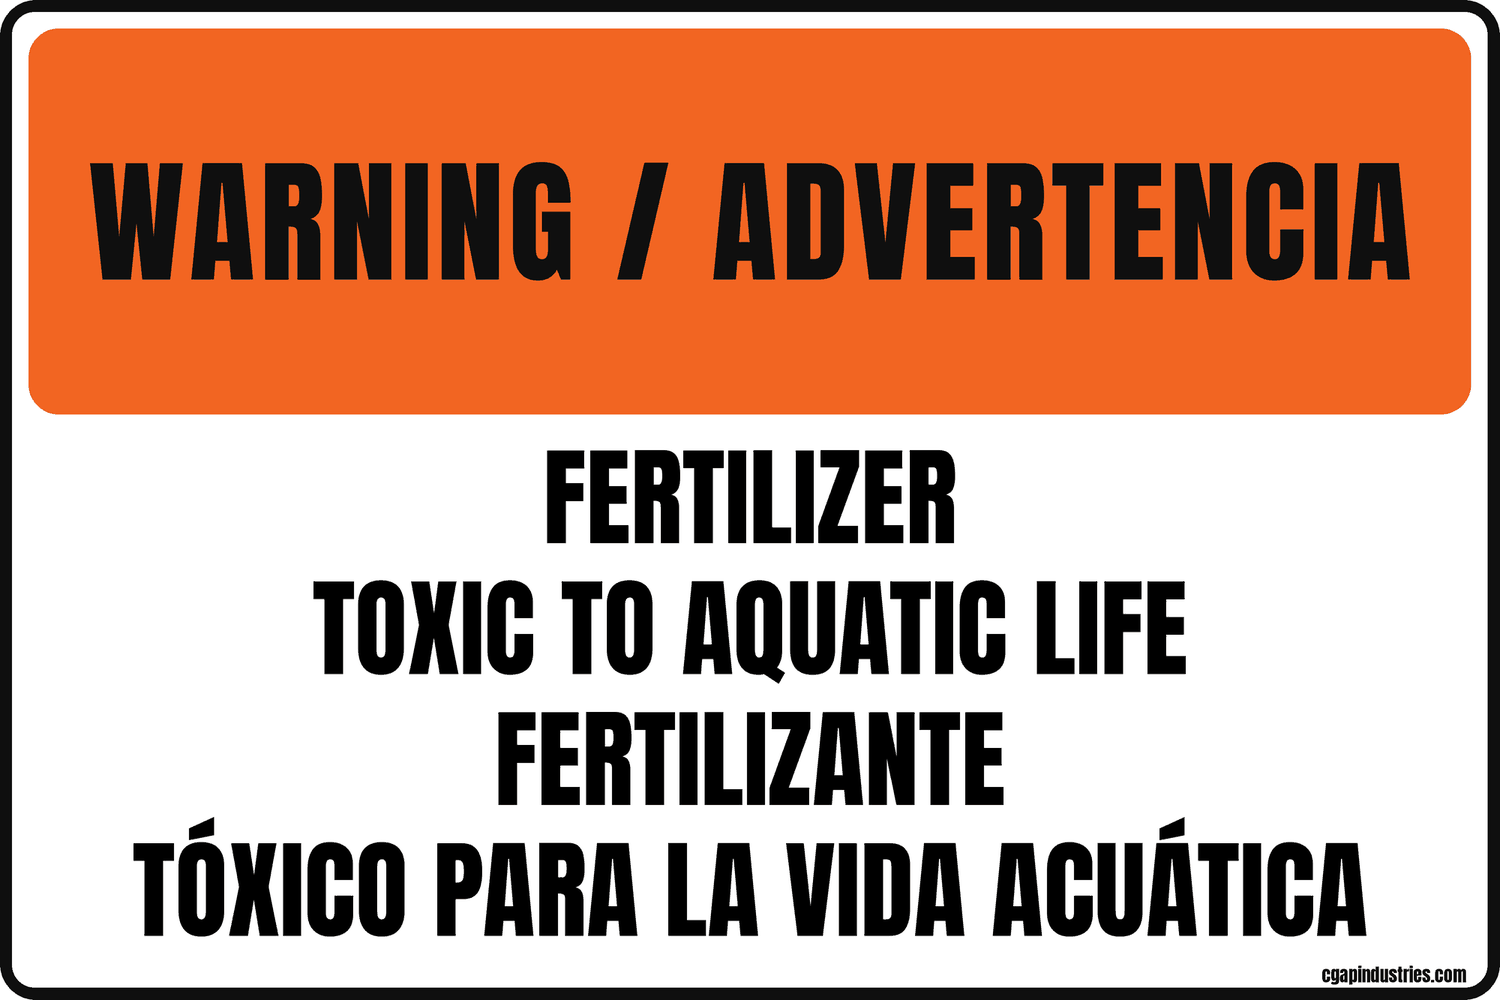 WARNING / ADVERTENCIA
FERTILIZER
TOXIC TO AQUATIC LIFE
FERTILIZANTE
TÓXICO PARA LA VIDA ACUÁTICA
cgapindustries.com